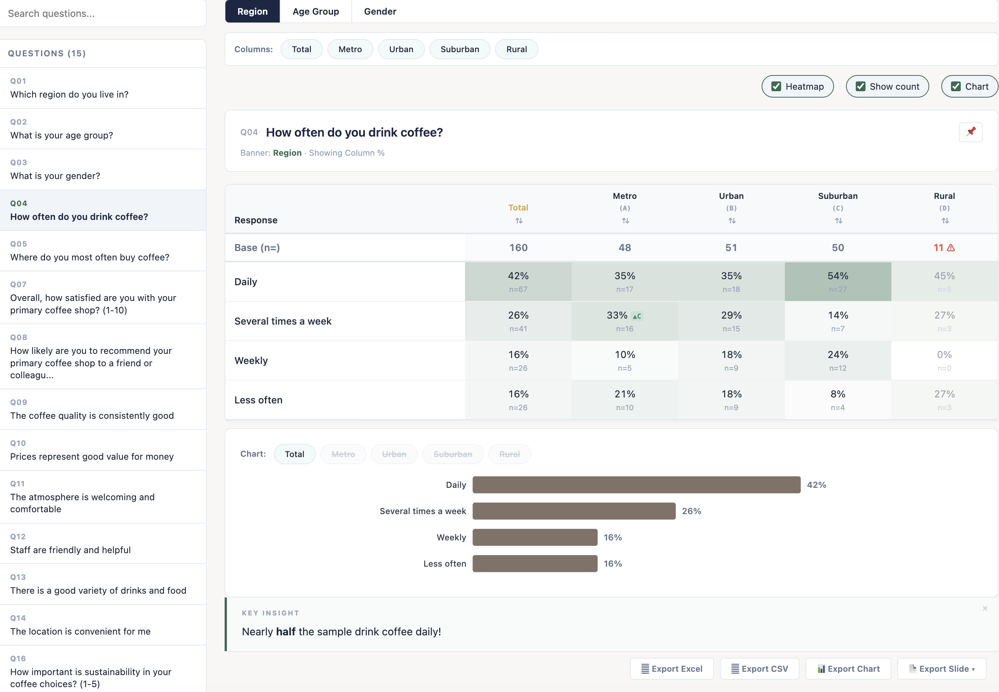 Search questions...
QUESTIONS (15)
Q01
Which region do you live in?
Q02
What is your age group?
Q03
What is your gender?
Q04
How often do you drink coffee?
Q05
Where do you most often buy coffee?
Q07
Overall, how satisfied are you with your
primary coffee shop? (1-10)
Q08
How likely are you to recommend your
primary coffee shop to a friend or
colleagu...
Q09
The coffee quality is consistently good
Q10
Prices represent good value for money
Q11
The atmosphere is welcoming and
comfortable
Q12
Staff are friendly and helpful
Q13
There is a good variety of drinks and food
Q14
The location is convenient for me
Q16
How important is sustainability in your
coffee choices? (1-5)
Region Age Group Gender
Columns: Total Metro Urban Suburban Rural
Heatmap Show count Chart
Q04 How often do you drink coffee?
Banner: Region · Showing Column %
Metro Urban Suburban Rural
Total (A) (B) (C) (D)
Response ⇅ ⇅ ⇅ ⇅ ⇅
Base (n=) 160 48 51 50 11 ⚠
Daily 42% 35% 35% 54% 45%
n=67 n=17 n=18 n=27 n=5
Several times a week 26% 33% ▲C 29% 14% 27%
n=41 n=16 n=15 n=7 n=3
Weekly 16% 10% 18% 24% 0%
n=26 n=5 n=9 n=12 n=0
Less often 16% 21% 18% 8% 27%
n=26 n=10 n=9 n=4 n=3
Chart: Total Metro Urban Suburban Rural
Daily 42%
Several times a week 26%
Weekly 16%
Less often 16%
KEY INSIGHT ×
Nearly half the sample drink coffee daily!
Export Excel Export CSV Export Chart Export Slide ▾